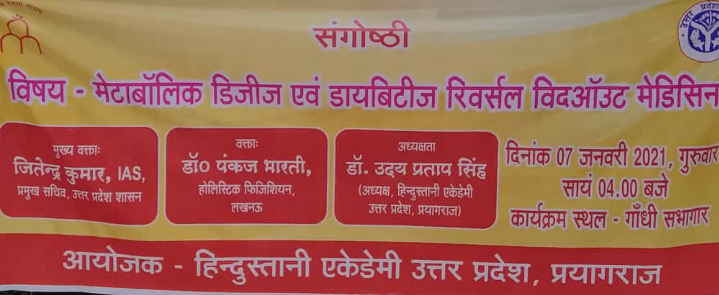 संगोष्ठी
विषय - मेटाबॉलिक डिजीज एवं डायबिटीज रिवर्सल विदऑउट मेडिसिन
मुख्य वक्ताः
जितेन्द्र कुमार, IAS,
प्रमुख सचिव, उत्तर प्रदेश शासन
वक्ताः
डॉ0 पंकज भारती,
होलिस्टिक फिजिशियन,
लखनऊ
अध्यक्षता
डॉ. उदय प्रताप सिंह
(अध्यक्ष, हिन्दुस्तानी एकेडेमी
उत्तर प्रदेश, प्रयागराज)
दिनांक 07 जनवरी 2021, गुरुवार
सायं 04.00 बजे
कार्यक्रम स्थल - गाँधी सभागार
आयोजक - हिन्दुस्तानी एकेडेमी उत्तर प्रदेश, प्रयागराज